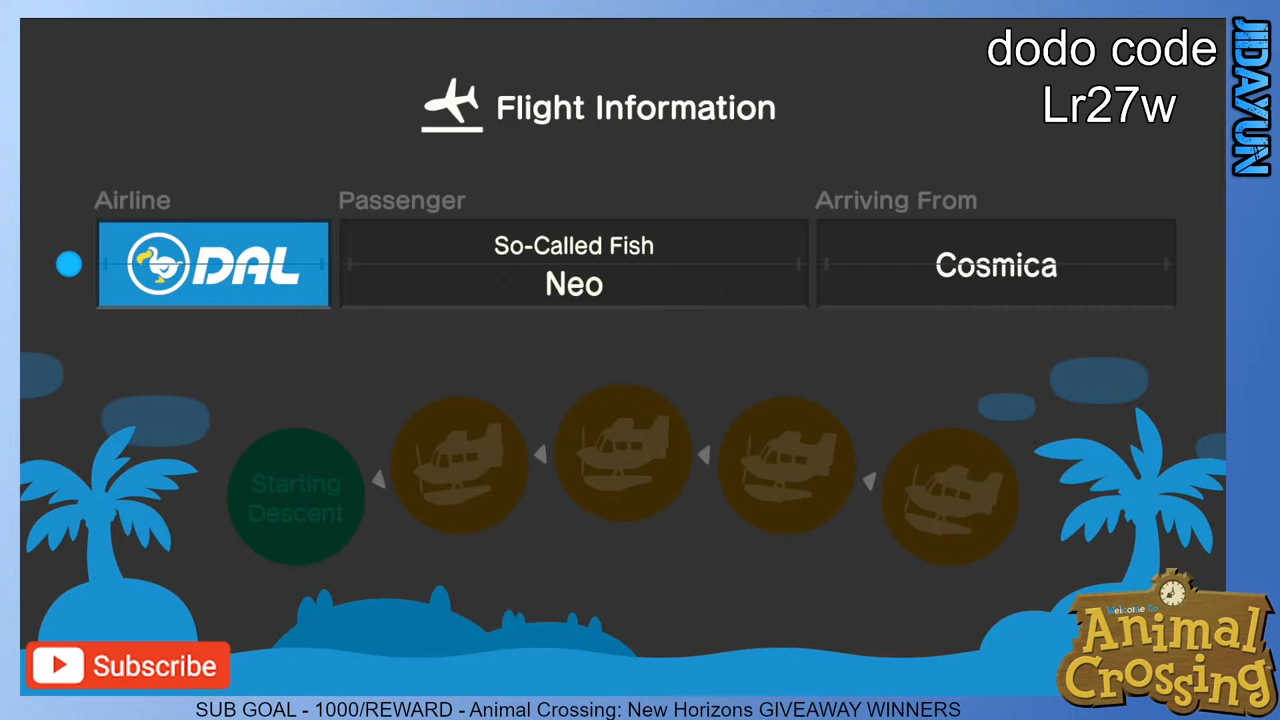 dodo code
Lr27w
JIDAVUN
Flight Information
Airline
Passenger
Arriving From
DAL
So-Called Fish
Neo
Cosmica
Starting
Descent
Subscribe
Welcome to
Animal
Crossing
SUB GOAL - 1000/REWARD - Animal Crossing: New Horizons GIVEAWAY WINNERS